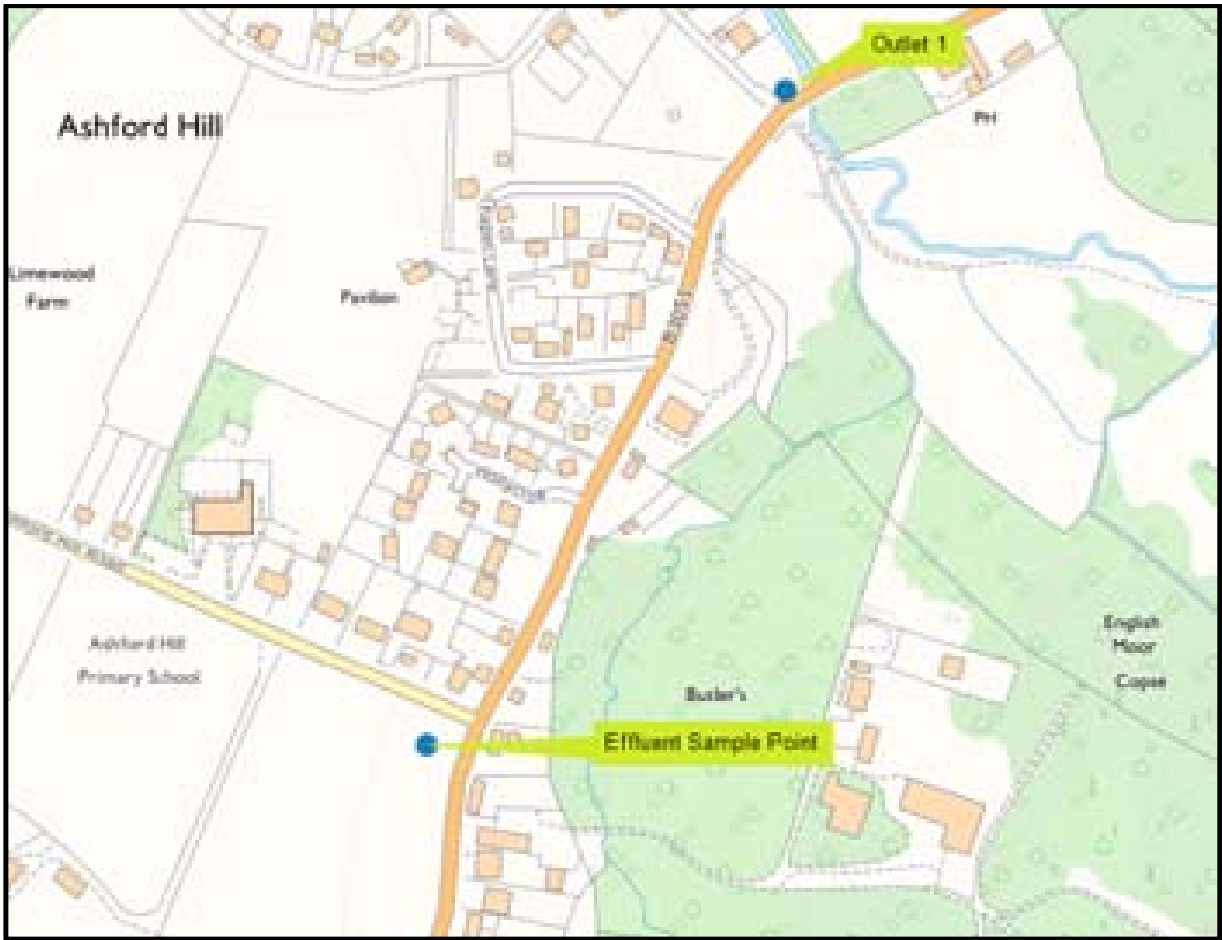 Outlet 1
Ashford Hill
PH
Limewood
Farm
Pavilion
B3051
Ashford Hill
Primary School
English
Moor
Copse
Butler's
Effluent Sample Point